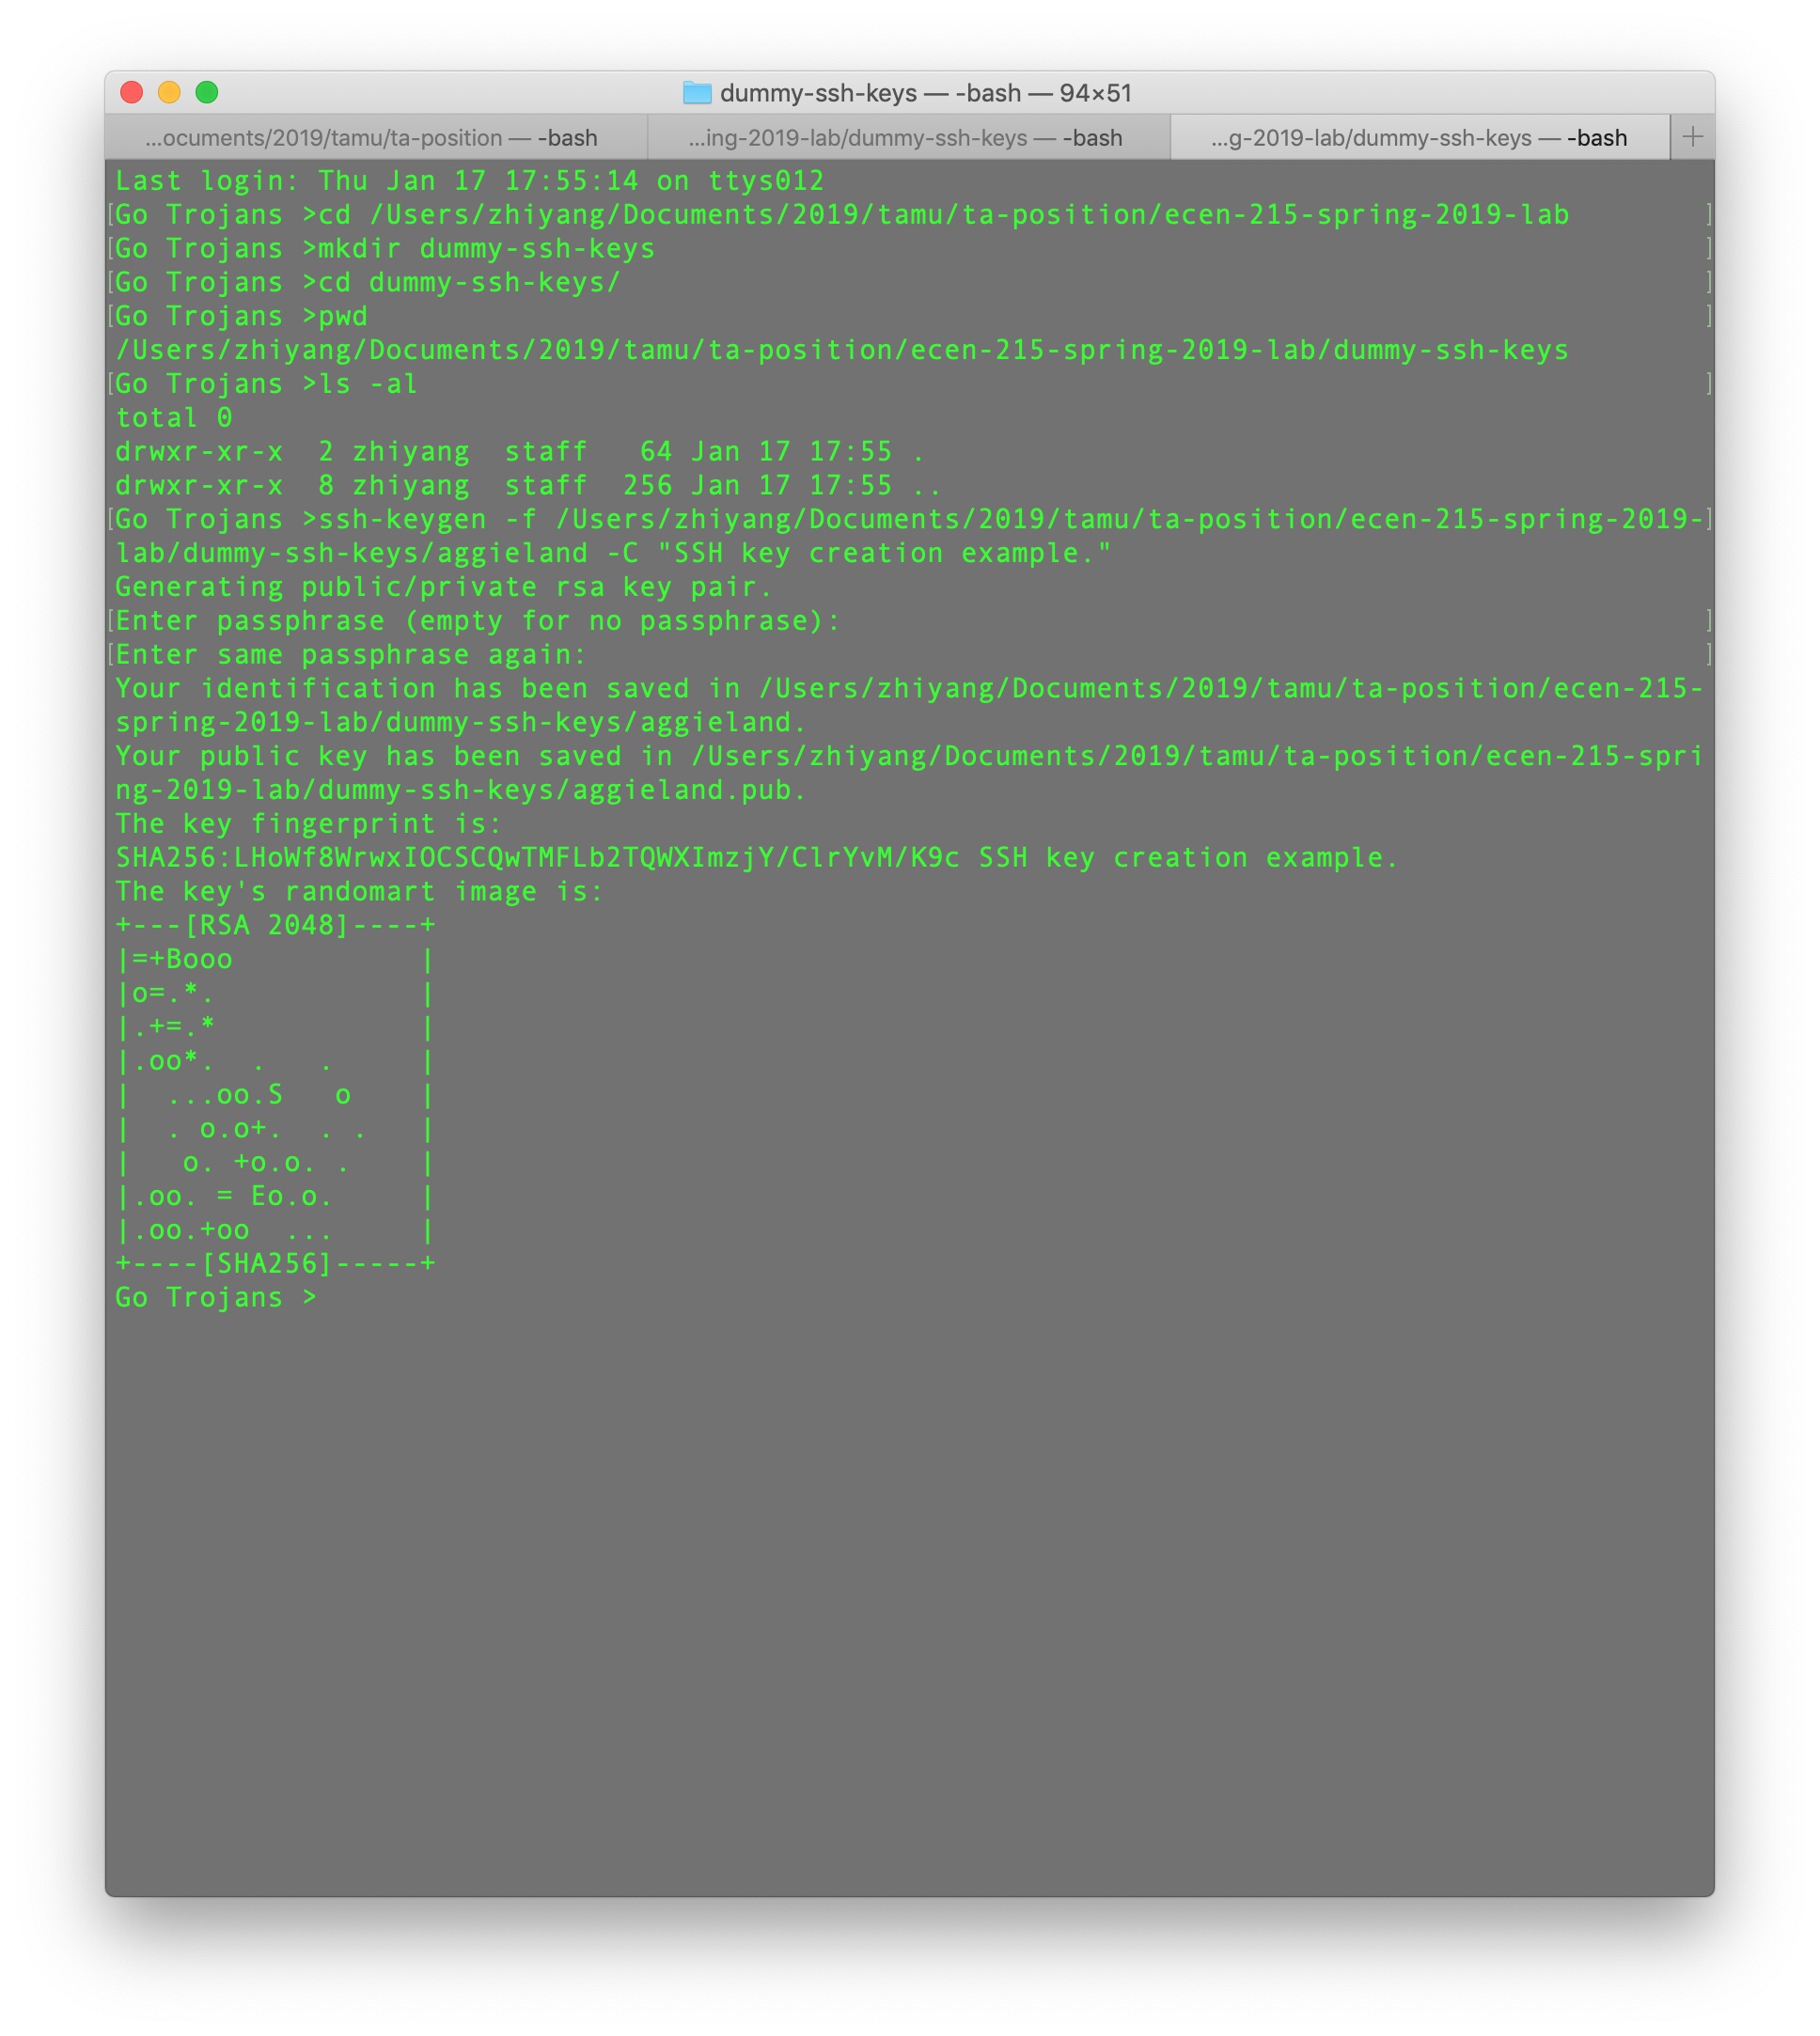 dummy-ssh-keys — -bash — 94×51
...ocuments/2019/tamu/ta-position — -bash
...ing-2019-lab/dummy-ssh-keys — -bash
...g-2019-lab/dummy-ssh-keys — -bash
+
Last login: Thu Jan 17 17:55:14 on ttys012
[Go Trojans >cd /Users/zhiyang/Documents/2019/tamu/ta-position/ecen-215-spring-2019-lab ]
[Go Trojans >mkdir dummy-ssh-keys ]
[Go Trojans >cd dummy-ssh-keys/ ]
[Go Trojans >pwd ]
/Users/zhiyang/Documents/2019/tamu/ta-position/ecen-215-spring-2019-lab/dummy-ssh-keys
[Go Trojans >ls -al ]
total 0
drwxr-xr-x  2 zhiyang  staff   64 Jan 17 17:55 .
drwxr-xr-x  8 zhiyang  staff  256 Jan 17 17:55 ..
[Go Trojans >ssh-keygen -f /Users/zhiyang/Documents/2019/tamu/ta-position/ecen-215-spring-2019-]
lab/dummy-ssh-keys/aggieland -C "SSH key creation example."
Generating public/private rsa key pair.
[Enter passphrase (empty for no passphrase): ]
[Enter same passphrase again: ]
Your identification has been saved in /Users/zhiyang/Documents/2019/tamu/ta-position/ecen-215-
spring-2019-lab/dummy-ssh-keys/aggieland.
Your public key has been saved in /Users/zhiyang/Documents/2019/tamu/ta-position/ecen-215-spri
ng-2019-lab/dummy-ssh-keys/aggieland.pub.
The key fingerprint is:
SHA256:LHoWf8WrwxIOCSCQwTMFLb2TQWXImzjY/ClrYvM/K9c SSH key creation example.
The key's randomart image is:
+---[RSA 2048]----+
|=+Booo           |
|o=.*.            |
|.+=.*            |
|.oo*.  .   .     |
|  ...oo.S   o    |
|  . o.o+.  . .   |
|   o. +o.o. .    |
|.oo. = Eo.o.     |
|.oo.+oo  ...     |
+----[SHA256]-----+
Go Trojans >